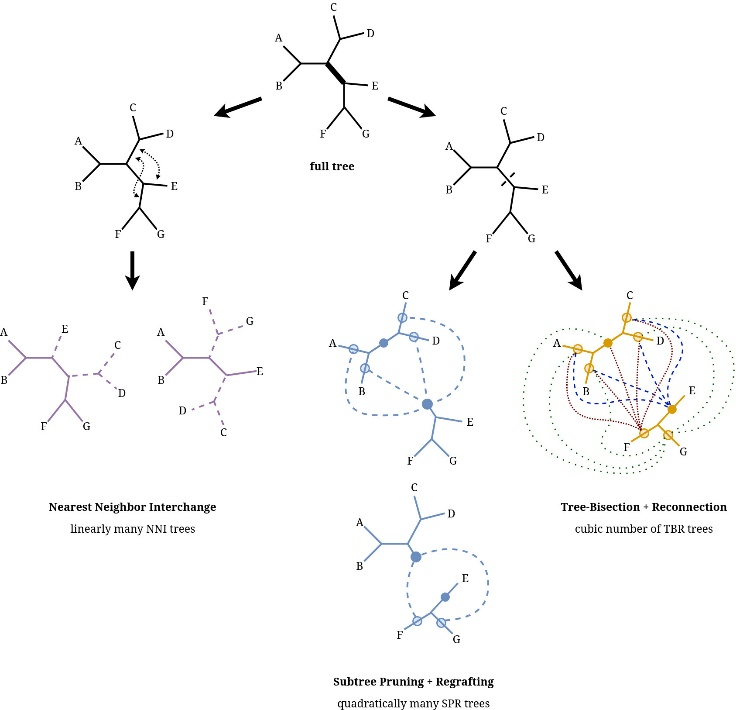 C
A
D
B
E
F
G
full tree
C
A
D
B
E
F
G
C
A
D
B
E
F
G
E
A
C
B
D
F
G
F
G
A
B
E
D
C
C
A
D
B
E
F
G
C
A
D
B
E
F
G
Nearest Neighbor Interchange
linearly many NNI trees
Tree-Bisection + Reconnection
cubic number of TBR trees
C
D
A
B
E
F
G
Subtree Pruning + Regrafting
quadratically many SPR trees